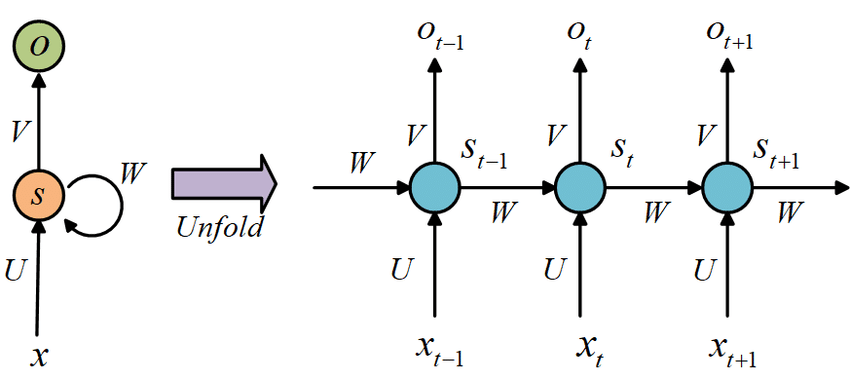 o
V
s
W
U
x
Unfold
o_{t-1} o_t o_{t+1}
V V V
s_{t-1} s_t s_{t+1}
W W W W
U U U
x_{t-1} x_t x_{t+1}